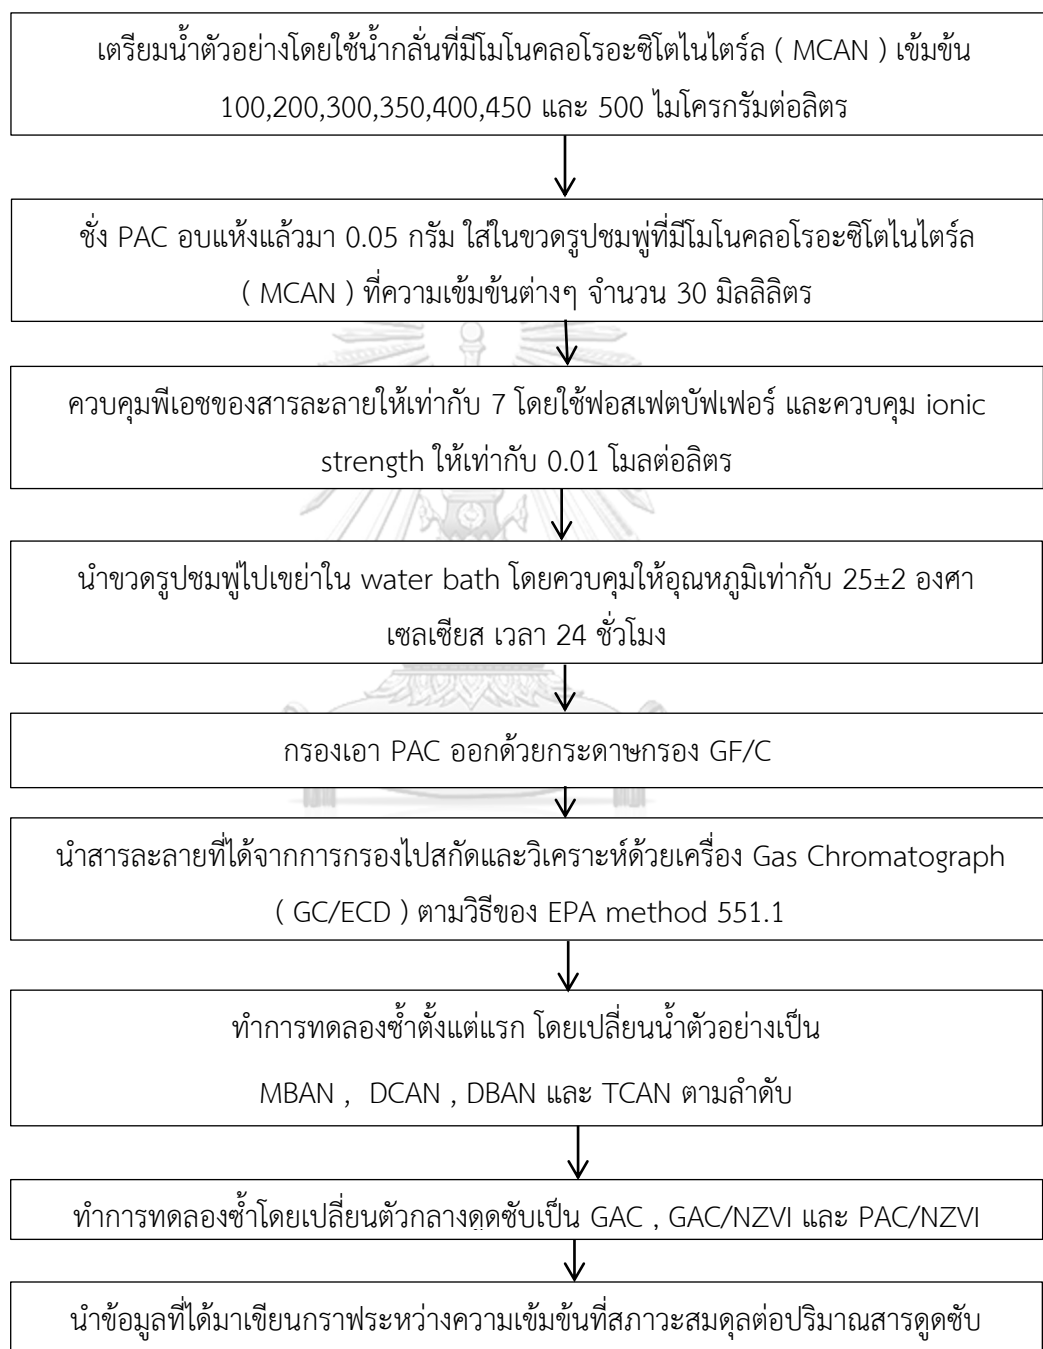 เตรียมน้ำตัวอย่างโดยใช้น้ำกลั่นที่มีโมโนคลอโรอะซิโตไนไตร์ล ( MCAN ) เข้มข้น
100,200,300,350,400,450 และ 500 ไมโครกรัมต่อลิตร
ชั่ง PAC อบแห้งแล้วมา 0.05 กรัม ใส่ในขวดรูปชมพู่ที่มีโมโนคลอโรอะซิโตไนไตร์ล
( MCAN ) ที่ความเข้มข้นต่างๆ จำนวน 30 มิลลิลิตร
ควบคุมพีเอชของสารละลายให้เท่ากับ 7 โดยใช้ฟอสเฟตบัฟเฟอร์ และควบคุม ionic
strength ให้เท่ากับ 0.01 โมลต่อลิตร
นำขวดรูปชมพู่ไปเขย่าใน water bath โดยควบคุมให้อุณหภูมิเท่ากับ 25±2 องศา
เซลเซียส เวลา 24 ชั่วโมง
กรองเอา PAC ออกด้วยกระดาษกรอง GF/C
นำสารละลายที่ได้จากการกรองไปสกัดและวิเคราะห์ด้วยเครื่อง Gas Chromatograph
( GC/ECD ) ตามวิธีของ EPA method 551.1
ทำการทดลองซ้ำตั้งแต่แรก โดยเปลี่ยนน้ำตัวอย่างเป็น
MBAN , DCAN , DBAN และ TCAN ตามลำดับ
ทำการทดลองซ้ำโดยเปลี่ยนตัวกลางดูดซับเป็น GAC , GAC/NZVI และ PAC/NZVI
นำข้อมูลที่ได้มาเขียนกราฟระหว่างความเข้มข้นที่สภาวะสมดุลต่อปริมาณสารดูดซับ